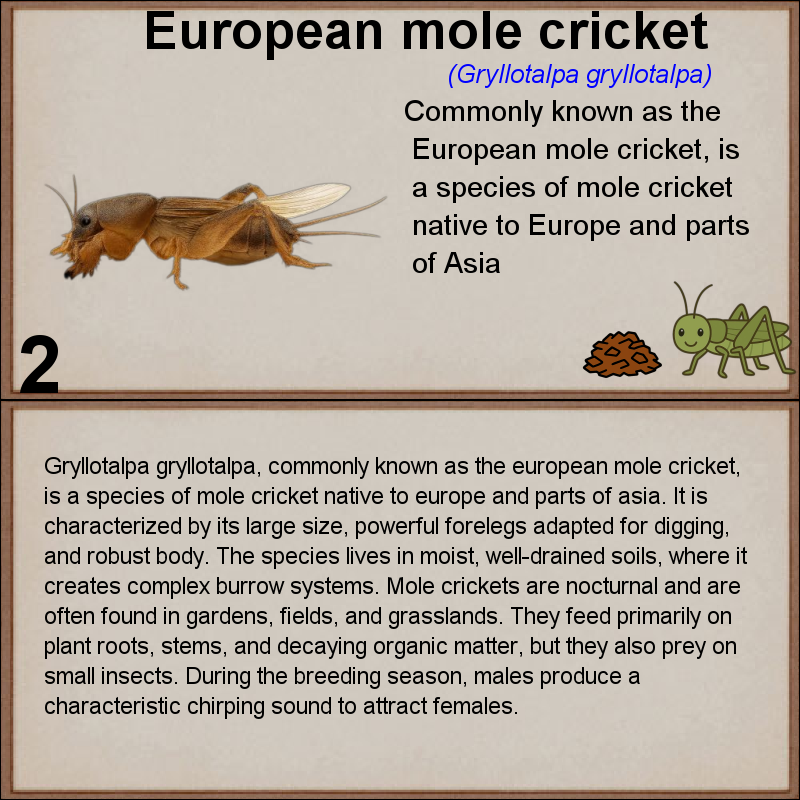 European mole cricket
(Gryllotalpa gryllotalpa)
Commonly known as the
European mole cricket, is
a species of mole cricket
native to Europe and parts
of Asia
2
Gryllotalpa gryllotalpa, commonly known as the european mole cricket,
is a species of mole cricket native to europe and parts of asia. It is
characterized by its large size, powerful forelegs adapted for digging,
and robust body. The species lives in moist, well-drained soils, where it
creates complex burrow systems. Mole crickets are nocturnal and are
often found in gardens, fields, and grasslands. They feed primarily on
plant roots, stems, and decaying organic matter, but they also prey on
small insects. During the breeding season, males produce a
characteristic chirping sound to attract females.